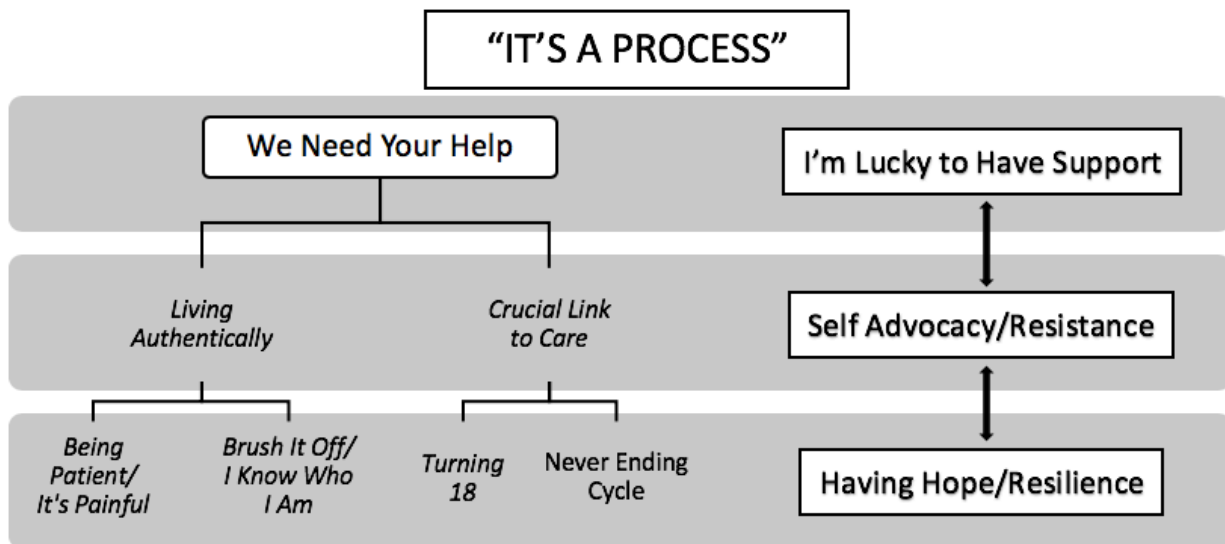 “IT’S A PROCESS”
We Need Your Help
I’m Lucky to Have Support
Living
Authentically
Crucial Link
to Care
Self Advocacy/Resistance
Being
Patient/
It's Painful
Brush It Off/
I Know Who
I Am
Turning
18
Never Ending
Cycle
Having Hope/Resilience